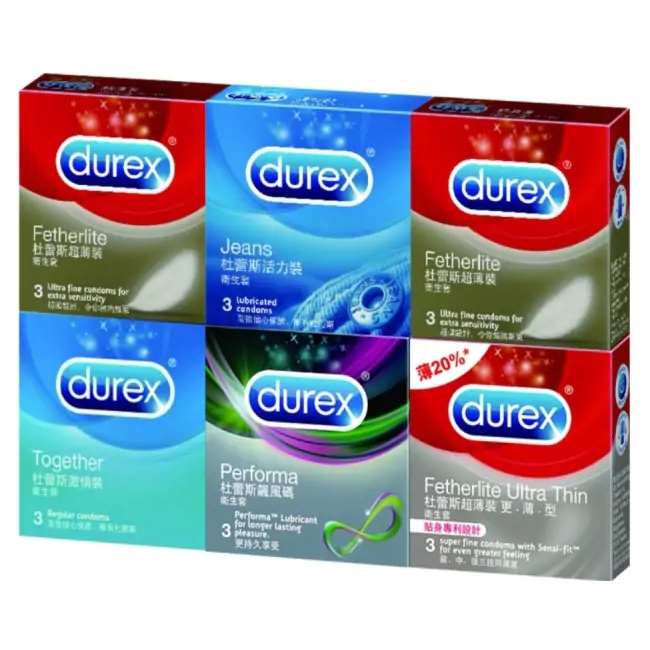 durex
Fetherlite
杜蕾斯超薄裝
衛生套
3 Ultra fine condoms for
extra sensitivity
durex
Jeans
杜蕾斯活力裝
衛生套
3 lubricated
condoms
durex
Fetherlite
杜蕾斯超薄裝
衛生套
3 Ultra fine condoms for
extra sensitivity
durex
Together
杜蕾斯激情裝
衛生套
3 Regular condoms
durex
Performa
杜蕾斯飆風碼
衛生套
3 Performa™ Lubricant
for longer lasting
pleasure.
更持久享受
薄20%*
durex
Fetherlite Ultra Thin
杜蕾斯超薄裝 更.薄.型
衛生套
貼身專利設計
3 super fine condoms with Sensi-fit™
for even greater feeling